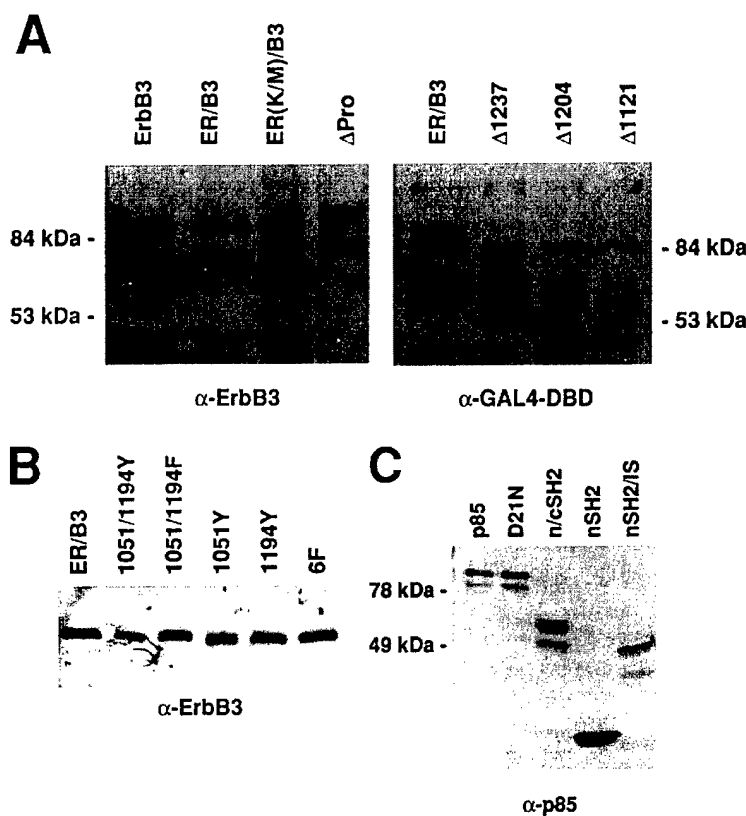 A
ErbB3
ER/B3
ER(K/M)/B3
ΔPro
ER/B3
Δ1237
Δ1204
Δ1121
84 kDa -
53 kDa -
- 84 kDa
- 53 kDa
α-ErbB3
α-GAL4-DBD
B
ER/B3
1051/1194Y
1051/1194F
1051Y
1194Y
6F
α-ErbB3
C
p85
D21N
n/cSH2
nSH2
nSH2/IS
78 kDa -
49 kDa -
α-p85